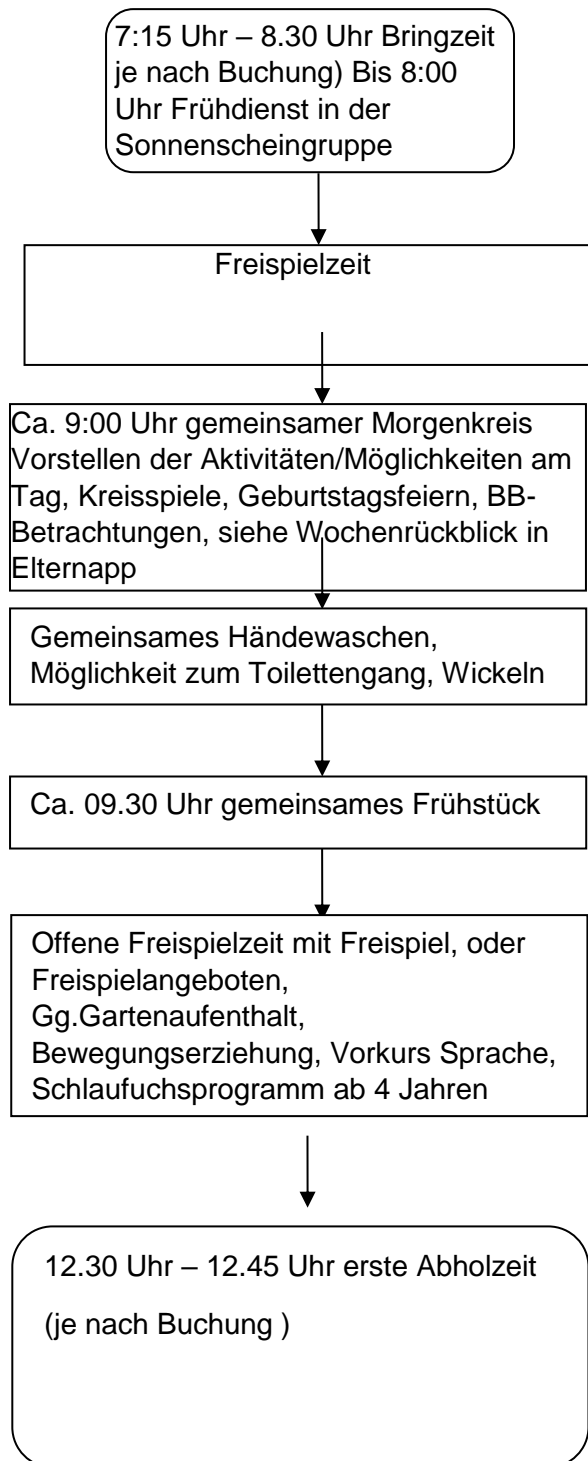 7:15 Uhr – 8.30 Uhr Bringzeit
je nach Buchung) Bis 8:00
Uhr Frühdienst in der
Sonnenscheingruppe
Freispielzeit
Ca. 9:00 Uhr gemeinsamer Morgenkreis
Vorstellen der Aktivitäten/Möglichkeiten am
Tag, Kreisspiele, Geburtstagsfeiern, BB-
Betrachtungen, siehe Wochenrückblick in
Elternapp
Gemeinsames Händewaschen,
Möglichkeit zum Toilettengang, Wickeln
Ca. 09.30 Uhr gemeinsames Frühstück
Offene Freispielzeit mit Freispiel, oder
Freispielangeboten,
Gg.Gartenaufenthalt,
Bewegungserziehung, Vorkurs Sprache,
Schlaufuchsprogramm ab 4 Jahren
12.30 Uhr – 12.45 Uhr erste Abholzeit
(je nach Buchung )